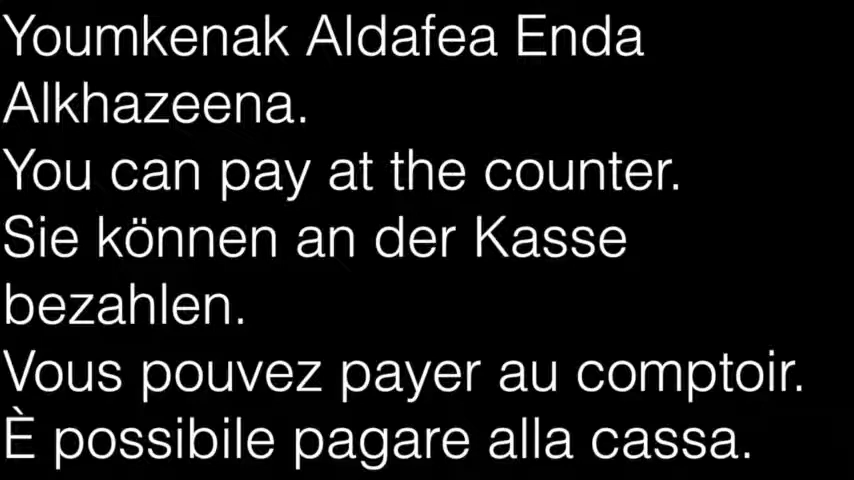 Youmkenak Aldafea Enda
Alkhazeena.
You can pay at the counter.
Sie können an der Kasse
bezahlen.
Vous pouvez payer au comptoir.
È possibile pagare alla cassa.